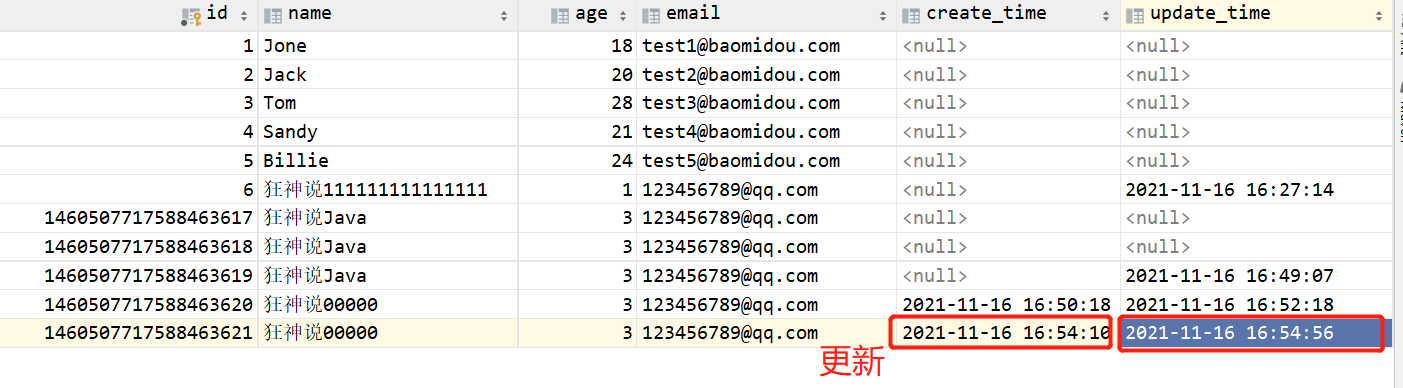 id name age email create_time update_time
1 Jone 18 test1@baomidou.com <null> <null>
2 Jack 20 test2@baomidou.com <null> <null>
3 Tom 28 test3@baomidou.com <null> <null>
4 Sandy 21 test4@baomidou.com <null> <null>
5 Billie 24 test5@baomidou.com <null> <null>
6 狂神说111111111111111 1 123456789@qq.com <null> 2021-11-16 16:27:14
1460507717588463617 狂神说Java 3 123456789@qq.com <null> <null>
1460507717588463618 狂神说Java 3 123456789@qq.com <null> <null>
1460507717588463619 狂神说Java 3 123456789@qq.com <null> 2021-11-16 16:49:07
1460507717588463620 狂神说00000 3 123456789@qq.com 2021-11-16 16:50:18 2021-11-16 16:52:18
1460507717588463621 狂神说00000 3 123456789@qq.com 2021-11-16 16:54:10 2021-11-16 16:54:56
更新